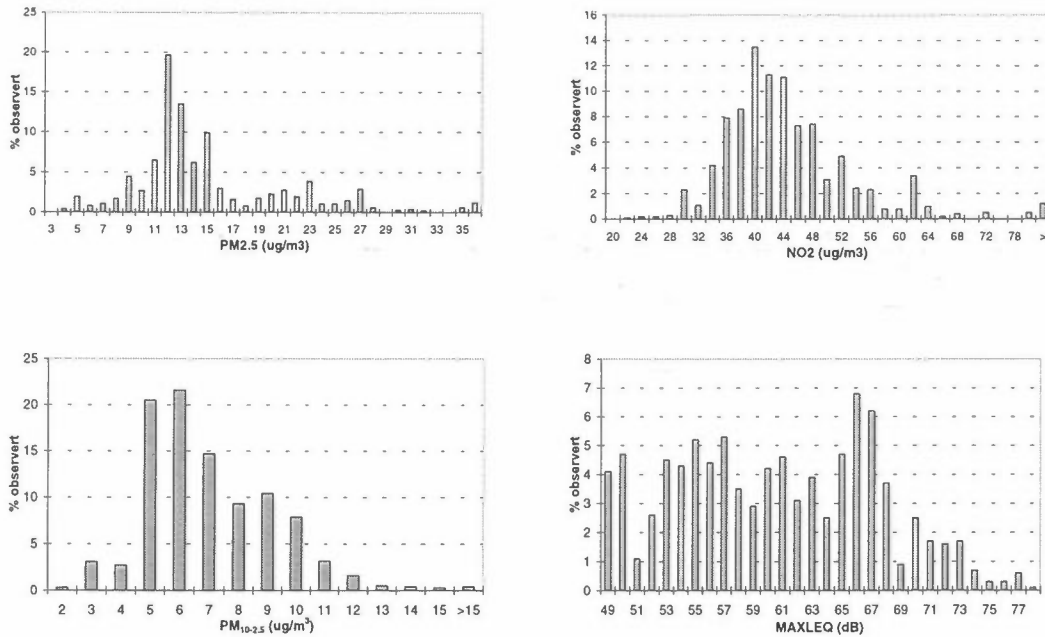 25
20
15
10
5
0
% observert
3 5 7 9 11 13 15 17 19 21 23 25 27 29 31 33 35
PM2.5 (ug/m3)
16
14
12
10
8
6
4
2
0
% observert
20 24 28 32 36 40 44 48 52 56 60 64 68 72 78 >
NO2 (ug/m3)
25
20
15
10
5
0
% observert
2 3 4 5 6 7 8 9 10 11 12 13 14 15 >15
PM10-2.5 (ug/m³)
8
7
6
5
4
3
2
1
0
% observert
49 51 53 55 57 59 61 63 65 67 69 71 73 75 77
MAXLEQ (dB)